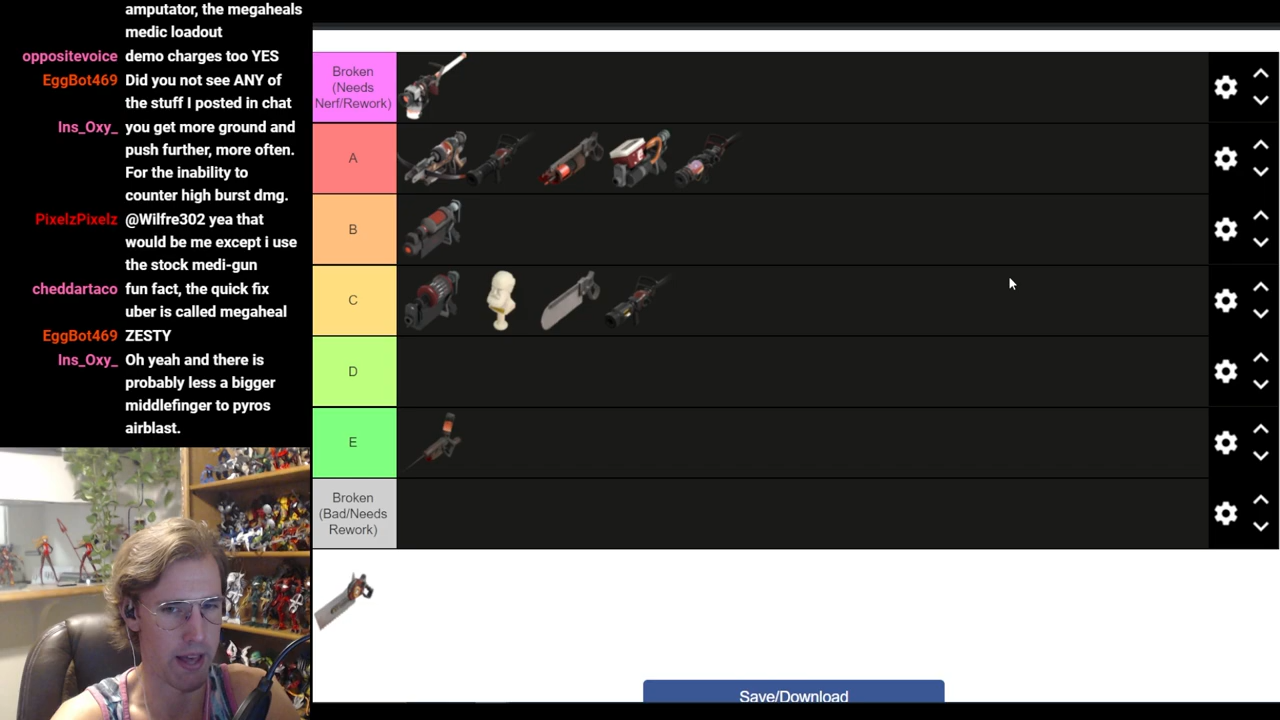 amputator, the megaheals
medic loadout
oppositevoice demo charges too YES
EggBot469 Did you not see ANY of
the stuff I posted in chat
Ins_Oxy_ you get more ground and
push further, more often.
For the inability to
counter high burst dmg.
PixelzPixelz @Wilfre302 yea that
would be me except i use
the stock medi-gun
cheddartaco fun fact, the quick fix
uber is called megaheal
EggBot469 ZESTY
Ins_Oxy_ Oh yeah and there is
probably less a bigger
middlefinger to pyros
airblast.
Broken
(Needs
Nerf/Rework)
A
B
C
D
E
Broken
(Bad/Needs
Rework)
Save/Download